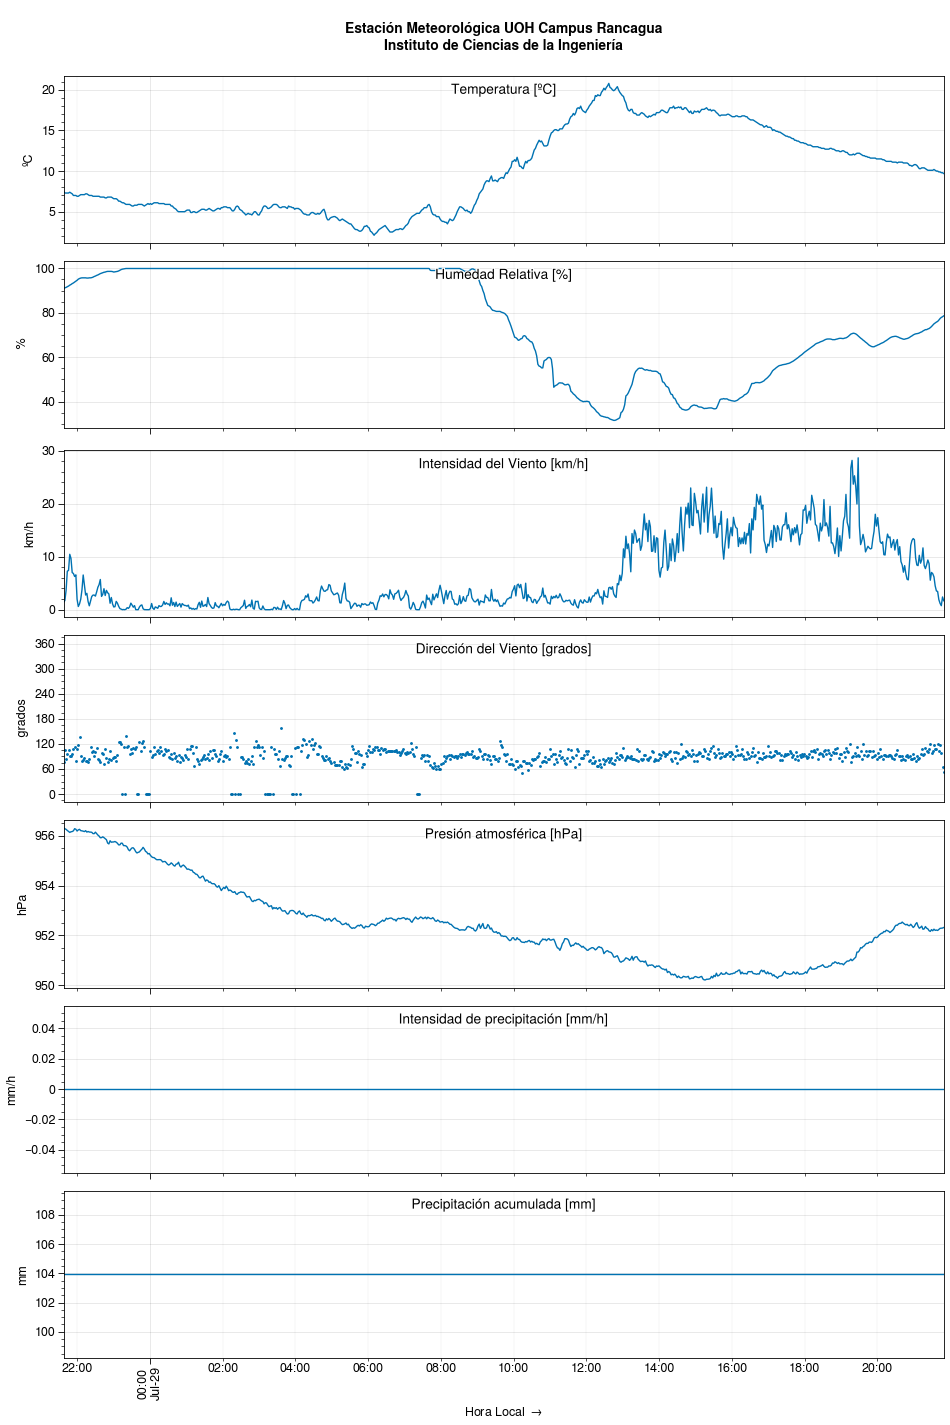 Estación Meteorológica UOH Campus Rancagua
Instituto de Ciencias de la Ingeniería
Temperatura [ºC]
20
15
10
5
ºC
Humedad Relativa [%]
100
80
60
40
%
Intensidad del Viento [km/h]
30
20
10
0
km/h
Dirección del Viento [grados]
360
300
240
180
120
60
0
grados
Presión atmosférica [hPa]
956
954
952
950
hPa
Intensidad de precipitación [mm/h]
0.04
0.02
0
−0.02
−0.04
mm/h
Precipitación acumulada [mm]
108
106
104
102
100
mm
22:00
00:00
Jul-29
02:00
04:00
06:00
08:00
10:00
12:00
14:00
16:00
18:00
20:00
Hora Local →